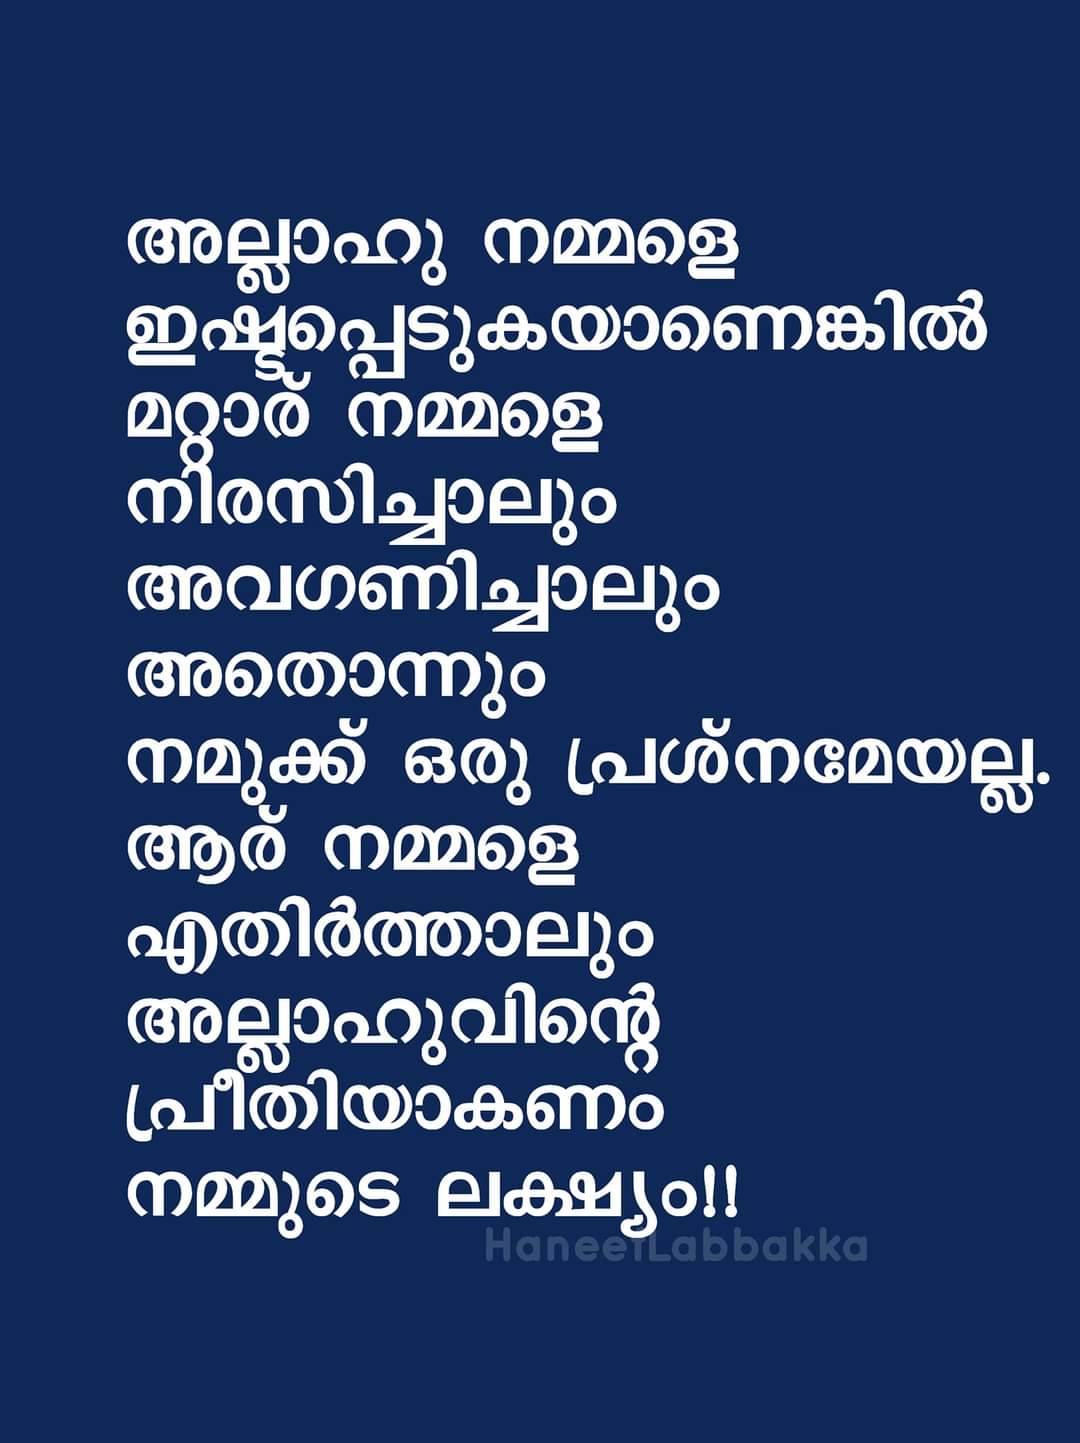 അല്ലാഹു നമ്മളെ
ഇഷ്ടപ്പെടുകയാണെങ്കിൽ
മറ്റാര് നമ്മളെ
നിരസിച്ചാലും
അവഗണിച്ചാലും
അതൊന്നും
നമുക്ക് ഒരു പ്രശ്നമേയല്ല.
ആര് നമ്മളെ
എതിർത്താലും
അല്ലാഹുവിന്റെ
പ്രീതിയാകണം
നമ്മുടെ ലക്ഷ്യം!!
HaneefLabbakka